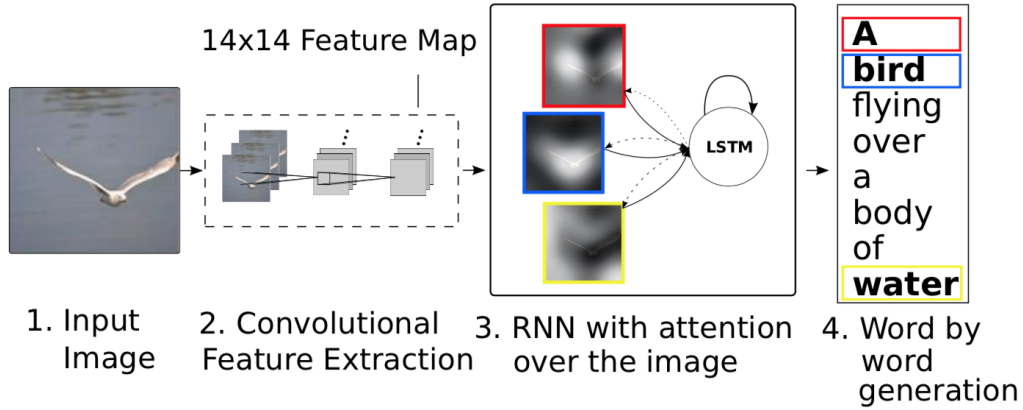 14x14 Feature Map
LSTM
A
bird
flying
over
a
body
of
water
1. Input
Image
2. Convolutional
Feature Extraction
3. RNN with attention
over the image
4. Word by
word
generation